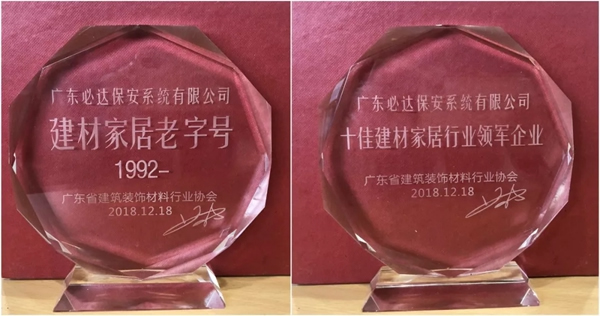 广东必达保安系统有限公司
建材家居老字号
1992-
广东省建筑装饰材料行业协会
2018.12.18
广东必达保安系统有限公司
十佳建材家居行业领军企业
广东省建筑装饰材料行业协会
2018.12.18